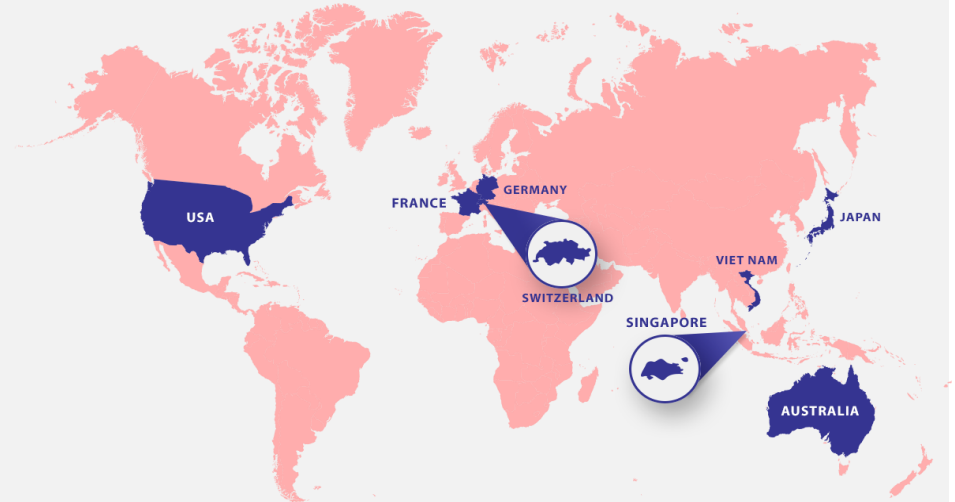 GERMANY
FRANCE
USA
JAPAN
VIET NAM
SWITZERLAND
SINGAPORE
AUSTRALIA